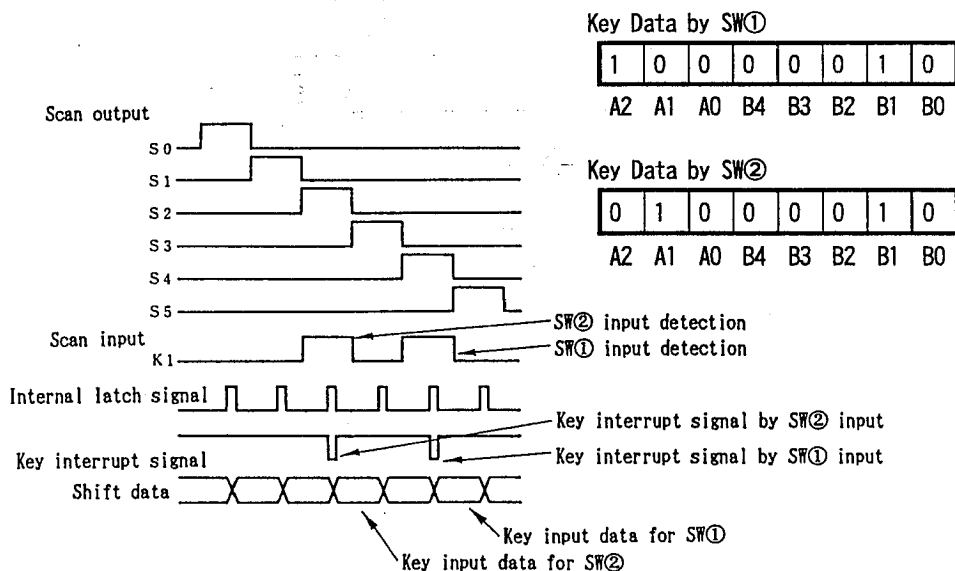 Key Data by SW①
1 0 0 0 0 0 1 0
A2 A1 A0 B4 B3 B2 B1 B0
Key Data by SW②
0 1 0 0 0 0 1 0
A2 A1 A0 B4 B3 B2 B1 B0
Scan output
S0
S1
S2
S3
S4
S5
Scan input
K1
SW② input detection
SW① input detection
Internal latch signal
Key interrupt signal by SW② input
Key interrupt signal
Key interrupt signal by SW① input
Shift data
Key input data for SW①
Key input data for SW②